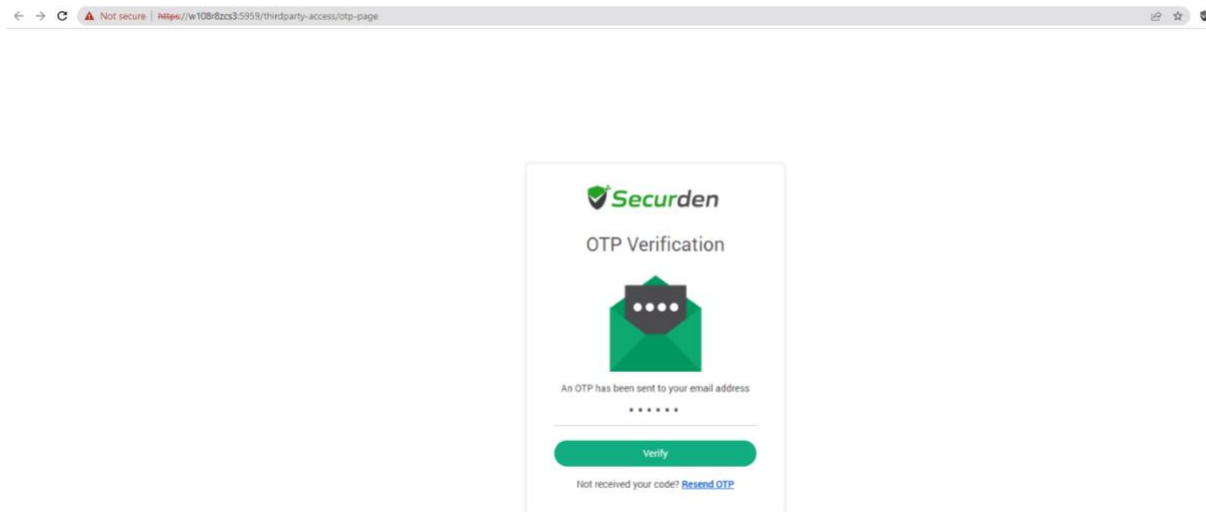 Not secure | https://w108r8zcs3:5959/thirdparty-access/otp-page
Securden
OTP Verification
An OTP has been sent to your email address
Verify
Not received your code? Resend OTP